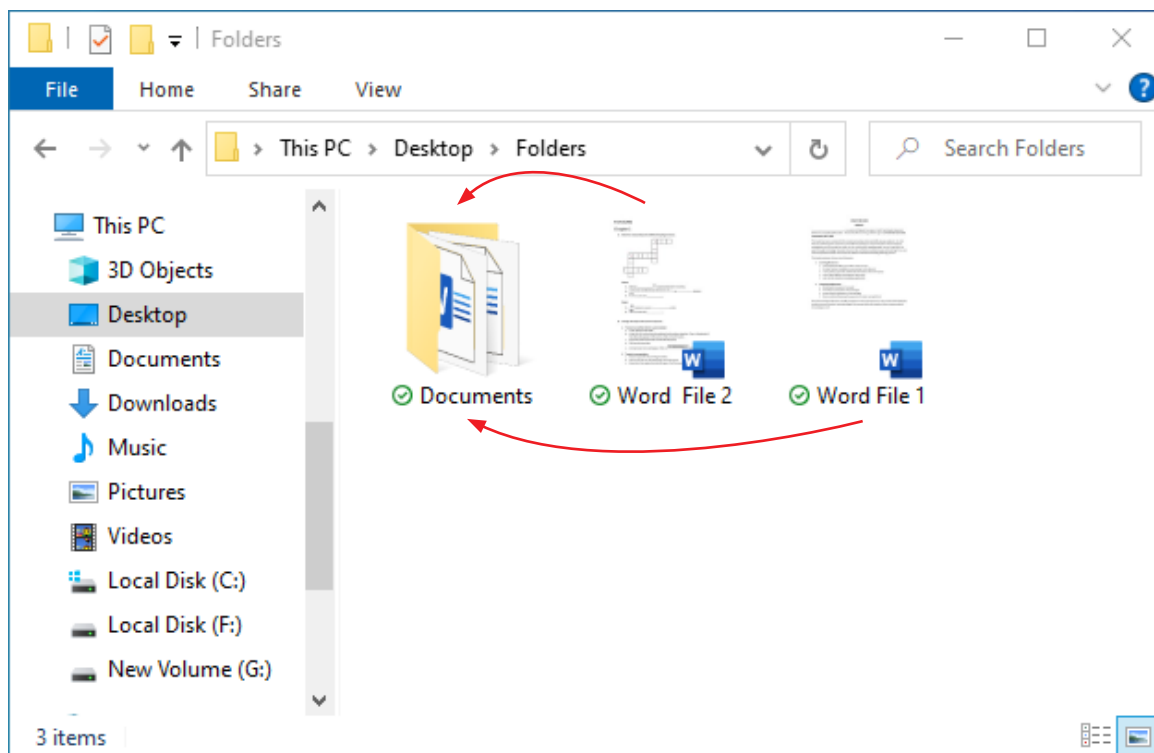 Folders
File Home Share View
?
This PC > Desktop > Folders
Search Folders
This PC
3D Objects
Desktop
Documents
Downloads
Music
Pictures
Videos
Local Disk (C:)
Local Disk (F:)
New Volume (G:)
W
W
W
Documents
Word File 2
Word File 1
3 items